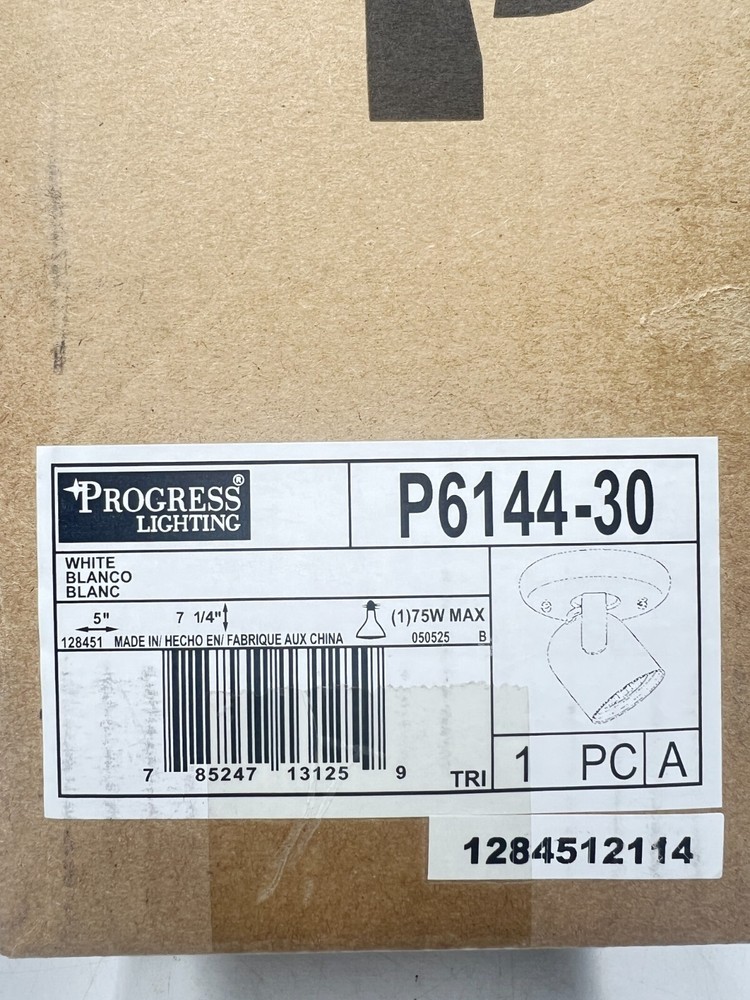 PROGRESS®
LIGHTING
P6144-30
WHITE
BLANCO
BLANC
5" 7 1/4" (1)75W MAX
128451 MADE IN/ HECHO EN/ FABRIQUE AUX CHINA 050525 B
7 85247 13125 9
TRI
1 PC A
1284512114